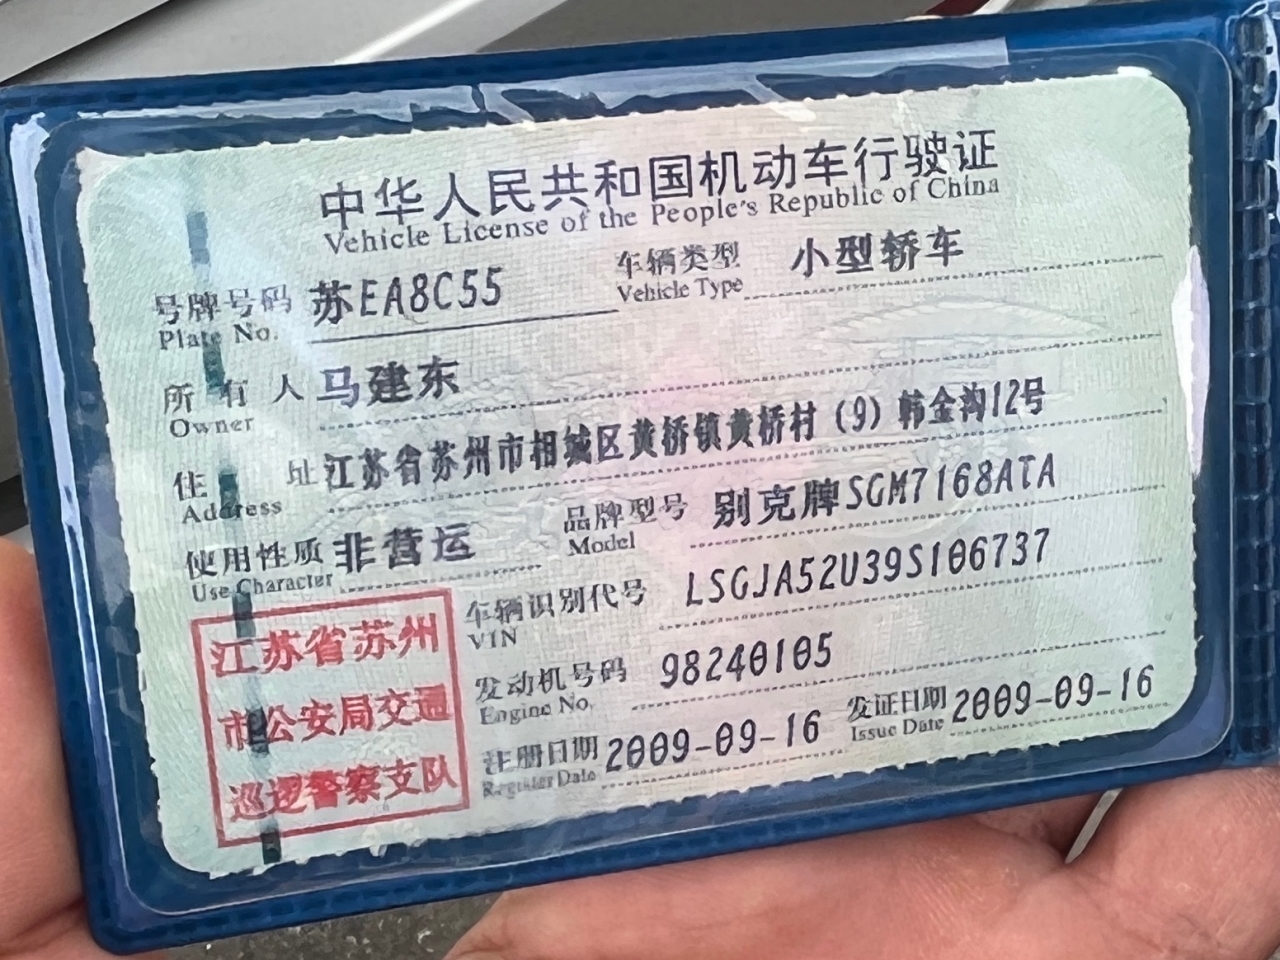 中华人民共和国机动车行驶证
Vehicle License of the People's Republic of China
号牌号码 苏EA8C55 车辆类型 小型轿车
Plate No. Vehicle Type
所有人 马建东
Owner
住址 江苏省苏州市相城区黄桥镇黄桥村（9）韩金沟12号
Address
使用性质 非营运 品牌型号 别克牌SGM7168ATA
Use Character Model
车辆识别代号 LSGJA52U39S106737
VIN
发动机号码 98240105
Engine No.
注册日期 2009-09-16 发证日期 2009-09-16
Register Date Issue Date
江苏省苏州
市公安局交通
巡逻警察支队